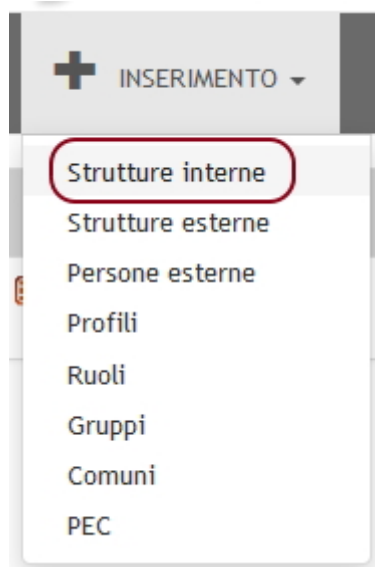 INSERIMENTO
Strutture interne
Strutture esterne
Persone esterne
Profili
Ruoli
Gruppi
Comuni
PEC